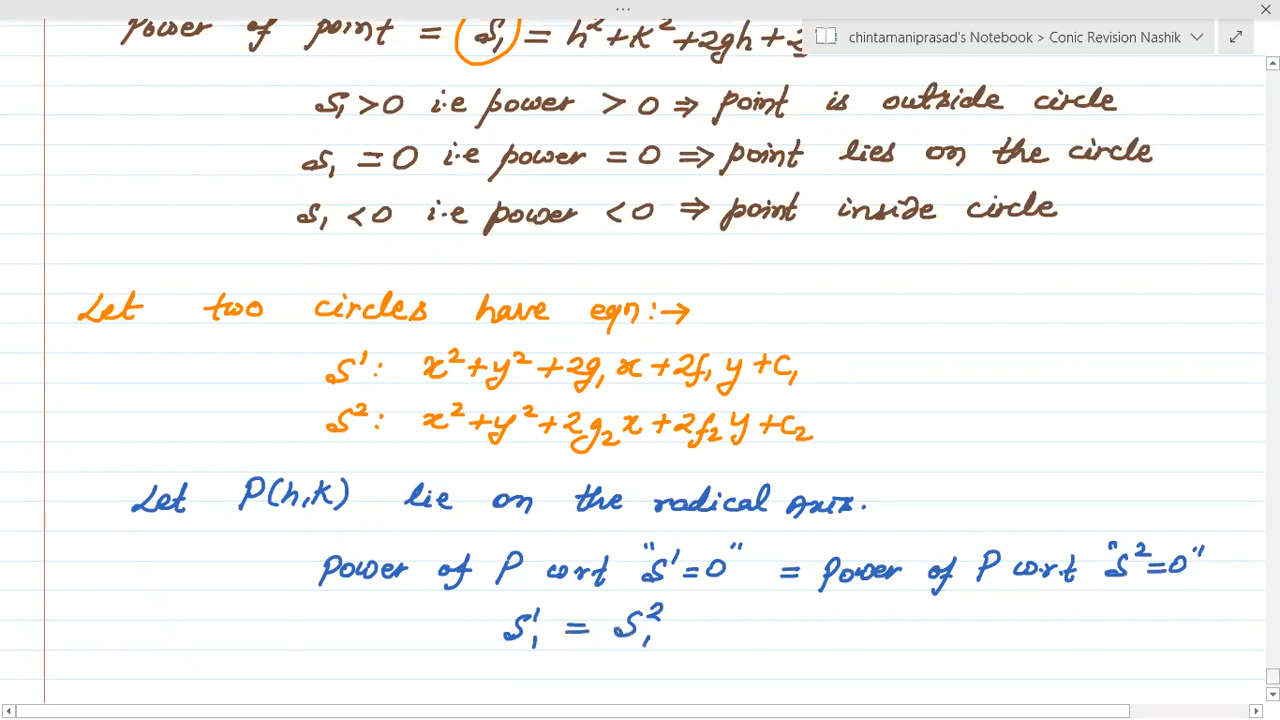 Power of point = S₁ = h²+k²+2gh+2
chintamaniprasad's Notebook > Conic Revision Nashik
S₁ >0 i.e power > 0 ⇒ point is outside circle
S₁ = 0 i.e power = 0 ⇒ point lies on the circle
S₁ <0 i.e power <0 ⇒ point inside circle
Let two circles have eqn:→
S¹: x²+y²+2g₁x+2f₁y+c₁
S²: x²+y²+2g₂x+2f₂y+c₂
Let P(h,k) lie on the radical axis.
Power of P wrt "S¹=0" = Power of P w.r.t "S²=0"
S₁¹ = S₁²